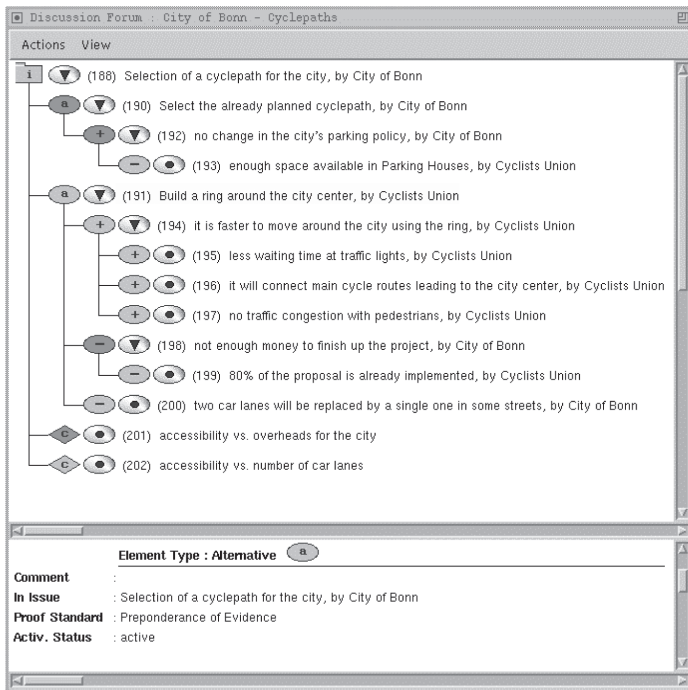 Discussion Forum : City of Bonn - Cyclepaths
Actions View
i (188) Selection of a cyclepath for the city, by City of Bonn
a (190) Select the already planned cyclepath, by City of Bonn
+ (192) no change in the city's parking policy, by City of Bonn
− (193) enough space available in Parking Houses, by Cyclists Union
a (191) Build a ring around the city center, by Cyclists Union
+ (194) it is faster to move around the city using the ring, by Cyclists Union
+ (195) less waiting time at traffic lights, by Cyclists Union
+ (196) it will connect main cycle routes leading to the city center, by Cyclists Union
+ (197) no traffic congestion with pedestrians, by Cyclists Union
− (198) not enough money to finish up the project, by City of Bonn
− (199) 80% of the proposal is already implemented, by Cyclists Union
− (200) two car lanes will be replaced by a single one in some streets, by City of Bonn
c (201) accessibility vs. overheads for the city
c (202) accessibility vs. number of car lanes
Element Type : Alternative a
Comment :
In Issue : Selection of a cyclepath for the city, by City of Bonn
Proof Standard : Preponderance of Evidence
Activ. Status : active